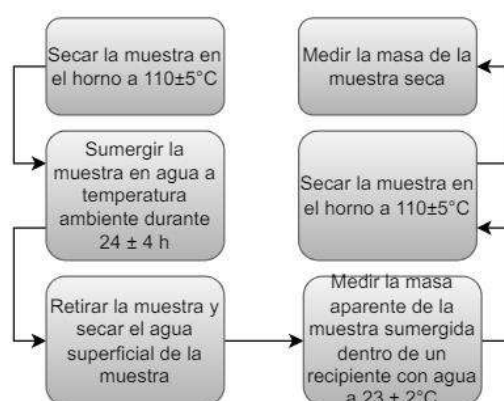 Secar la muestra en
el horno a 110±5°C
Sumergir la
muestra en agua a
temperatura
ambiente durante
24 ± 4 h
Retirar la muestra y
secar el agua
superficial de la
muestra
Medir la masa
aparente de la
muestra sumergida
dentro de un
recipiente con agua
a 23 ± 2°C
Secar la muestra en
el horno a 110±5°C
Medir la masa de la
muestra seca